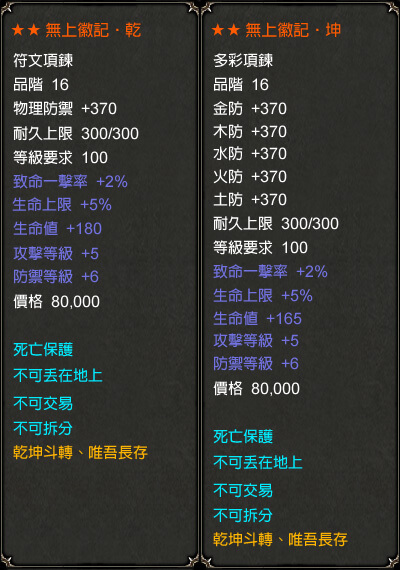 ★★ 無上徽記·乾
符文項鍊
品階 16
物理防禦 +370
耐久上限 300/300
等級要求 100
致命一擊率 +2%
生命上限 +5%
生命值 +180
攻擊等級 +5
防禦等級 +6
價格 80,000
死亡保護
不可丟在地上
不可交易
不可拆分
乾坤斗轉、唯吾長存
★★ 無上徽記·坤
多彩項鍊
品階 16
金防 +370
木防 +370
水防 +370
火防 +370
土防 +370
耐久上限 300/300
等級要求 100
致命一擊率 +2%
生命上限 +5%
生命值 +165
攻擊等級 +5
防禦等級 +6
價格 80,000
死亡保護
不可丟在地上
不可交易
不可拆分
乾坤斗轉、唯吾長存